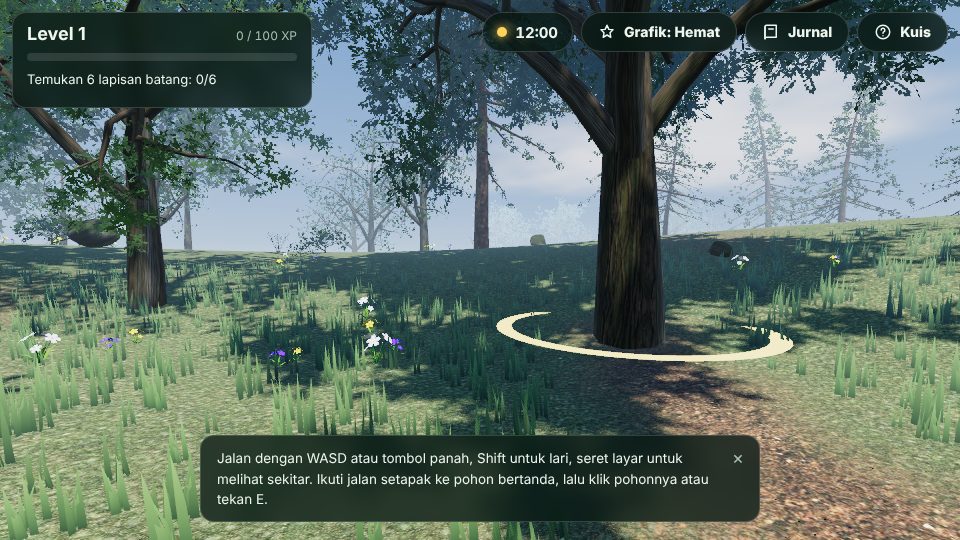 Level 1
0 / 100 XP
Temukan 6 lapisan batang: 0/6
12:00
Grafik: Hemat
Jurnal
Kuis
Jalan dengan WASD atau tombol panah, Shift untuk lari, seret layar untuk
melihat sekitar. Ikuti jalan setapak ke pohon bertanda, lalu klik pohonnya atau
tekan E.